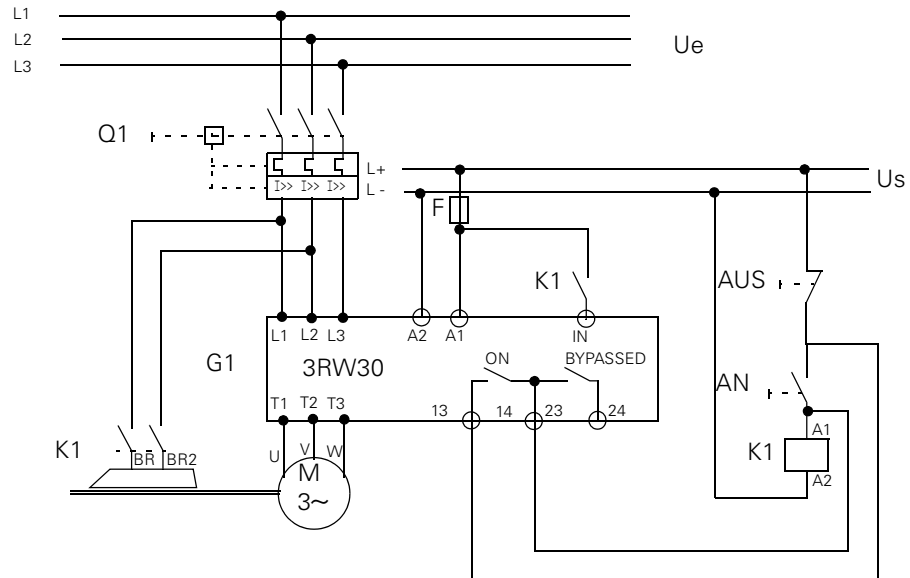 L1
L2
Ue
L3
Q1
I>> I>> I>>
L+
L -
Us
F
K1
AUS
L1 L2 L3 A2 A1 IN
G1
3RW30
ON BYPASSED
T1 T2 T3 13 14 23 24
AN
K1
BR BR2
U V W
M
3~
A1
K1
A2